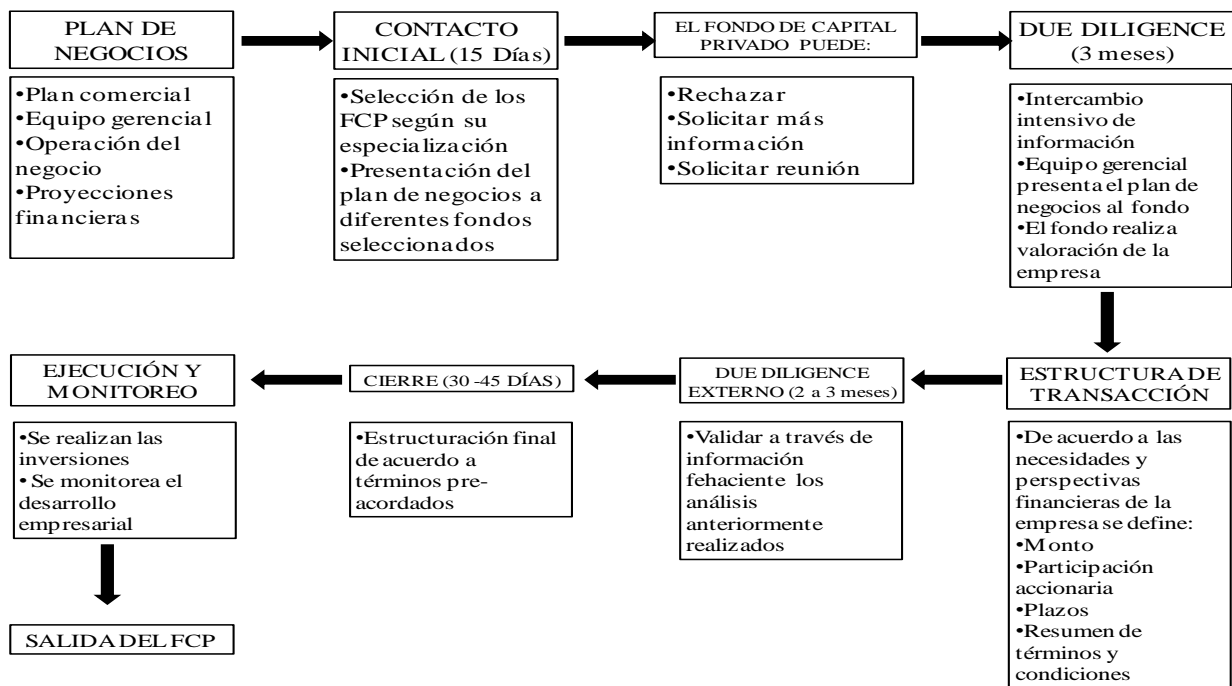 PLAN DE
NEGOCIOS
•Plan comercial
•Equipo gerencial
•Operación del
negocio
•Proyecciones
financieras
CONTACTO
INICIAL (15 Días)
•Selección de los
FCP según su
especialización
•Presentación del
plan de negocios a
diferentes fondos
seleccionados
EL FONDO DE CAPITAL
PRIVADO PUEDE:
•Rechazar
•Solicitar más
información
•Solicitar reunión
DUE DILIGENCE
(3 meses)
•Intercambio
intensivo de
información
•Equipo gerencial
presenta el plan de
negocios al fondo
•El fondo realiza
valoración de la
empresa
ESTRUCTURA DE
TRANSACCIÓN
•De acuerdo a las
necesidades y
perspectivas
financieras de la
empresa se define:
•Monto
•Participación
accionaria
•Plazos
•Resumen de
términos y
condiciones
DUE DILIGENCE
EXTERNO (2 a 3 meses)
•Validar a través de
información
fehaciente los
análisis
anteriormente
realizados
CIERRE (30 -45 DÍAS)
•Estructuración final
de acuerdo a
términos pre-
acordados
EJECUCIÓN Y
MONITOREO
•Se realizan las
inversiones
• Se monitorea el
desarrollo
empresarial
SALIDA DEL FCP